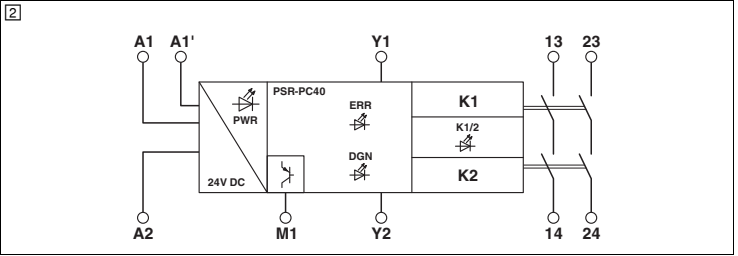 2
A1 A1' Y1 13 23
PSR-PC40
ERR
K1
PWR
K1/2
DGN
24V DC
K2
A2 M1 Y2 14 24